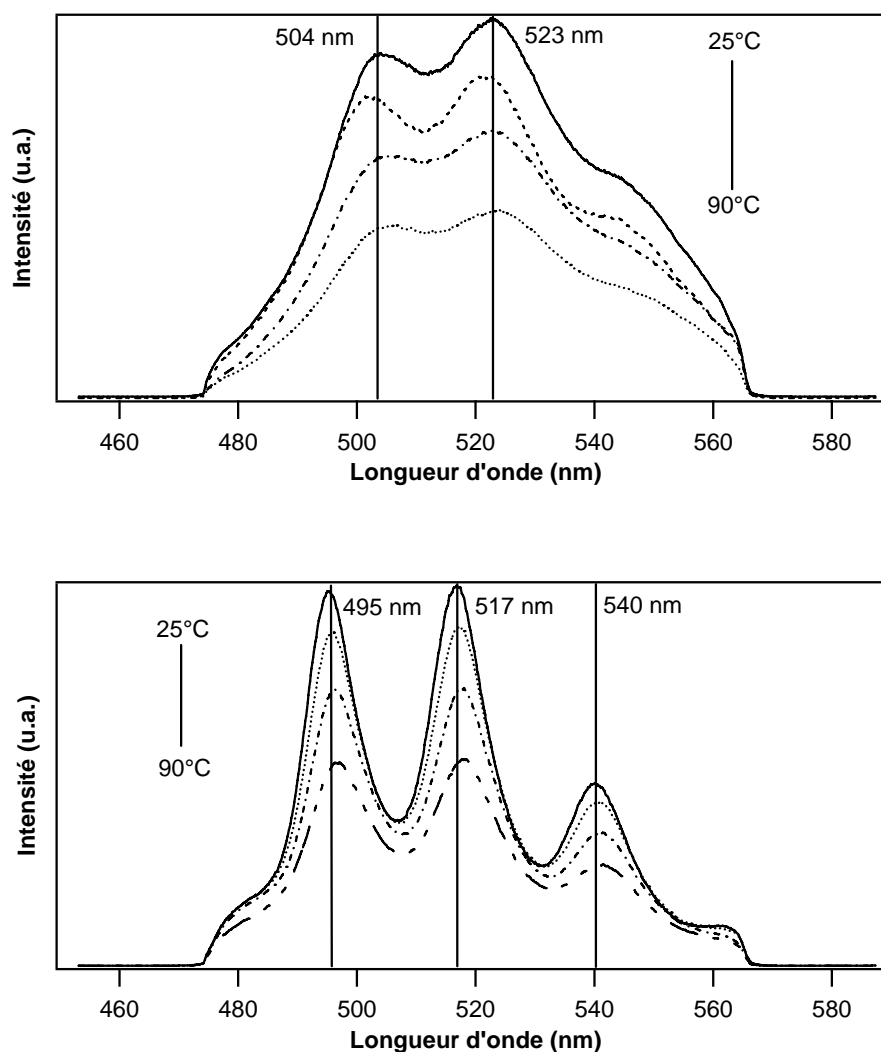 504 nm
523 nm
25°C
90°C
Intensité (u.a.)
460 480 500 520 540 560 580
Longueur d'onde (nm)
495 nm
517 nm
540 nm
25°C
90°C
Intensité (u.a.)
460 480 500 520 540 560 580
Longueur d'onde (nm)